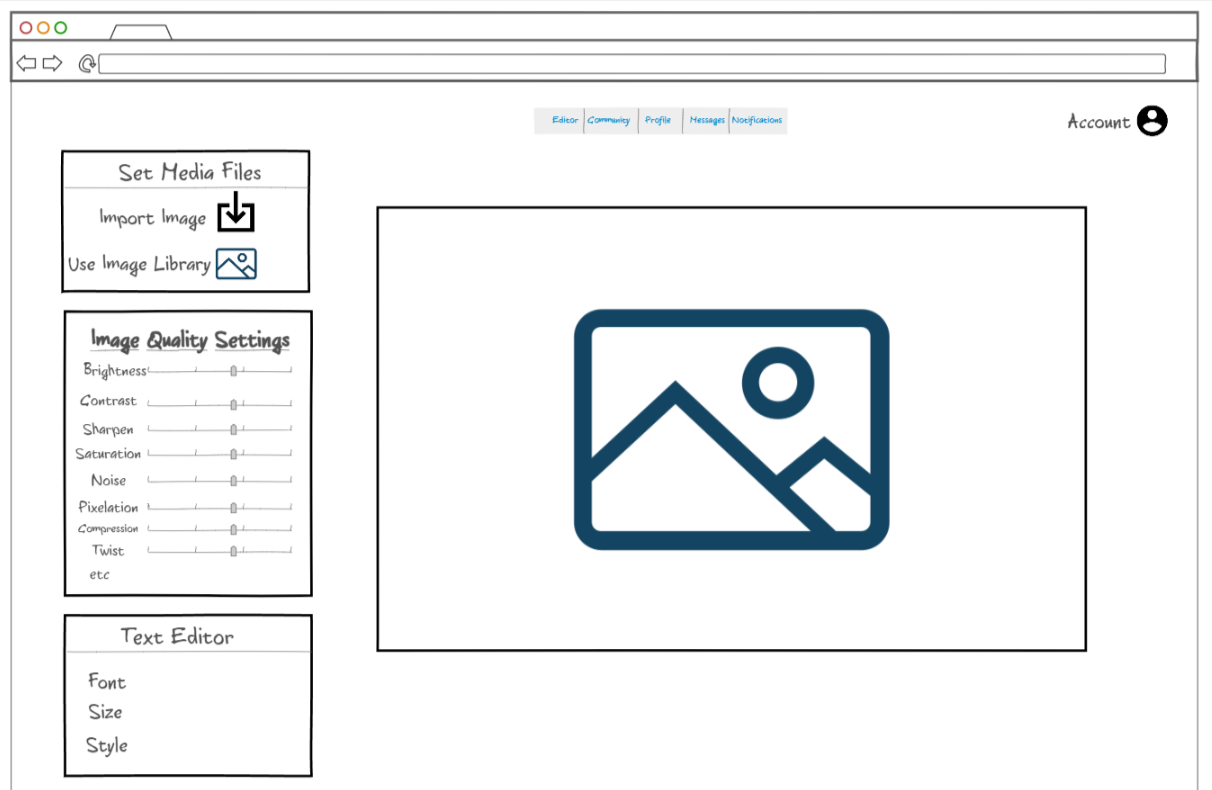 Editor Community Profile Messages Notifications
Account
Set Media Files
Import Image
Use Image Library
Image Quality Settings
Brightness
Contrast
Sharpen
Saturation
Noise
Pixelation
Compression
Twist
etc
Text Editor
Font
Size
Style